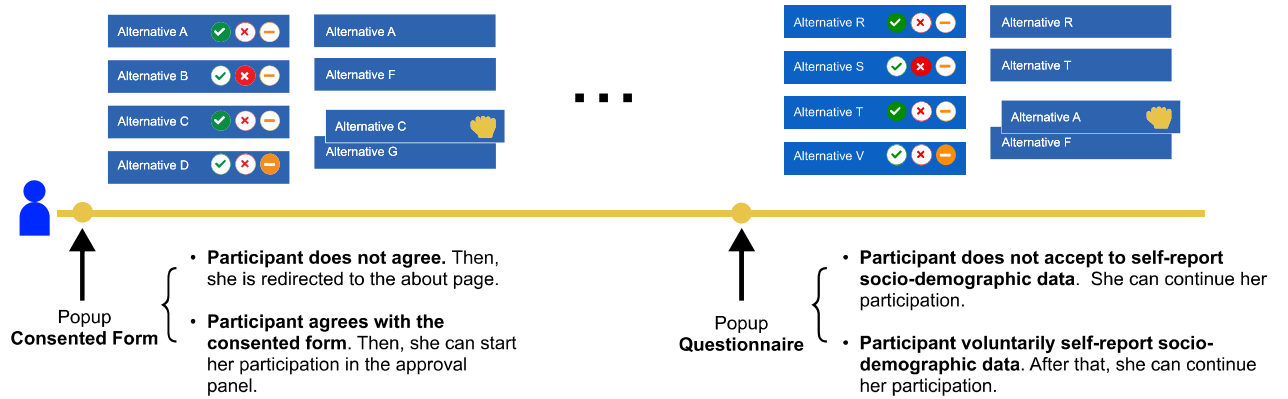 Alternative A
Alternative B
Alternative C
Alternative D
Alternative A
Alternative F
Alternative C
Alternative G
...
Alternative R
Alternative S
Alternative T
Alternative V
Alternative R
Alternative T
Alternative A
Alternative F
Popup
Consented Form
• Participant does not agree. Then,
she is redirected to the about page.
• Participant agrees with the
consented form. Then, she can start
her participation in the approval
panel.
Popup
Questionnaire
• Participant does not accept to self-report
socio-demographic data. She can continue her
participation.
• Participant voluntarily self-report socio-
demographic data. After that, she can continue
her participation.